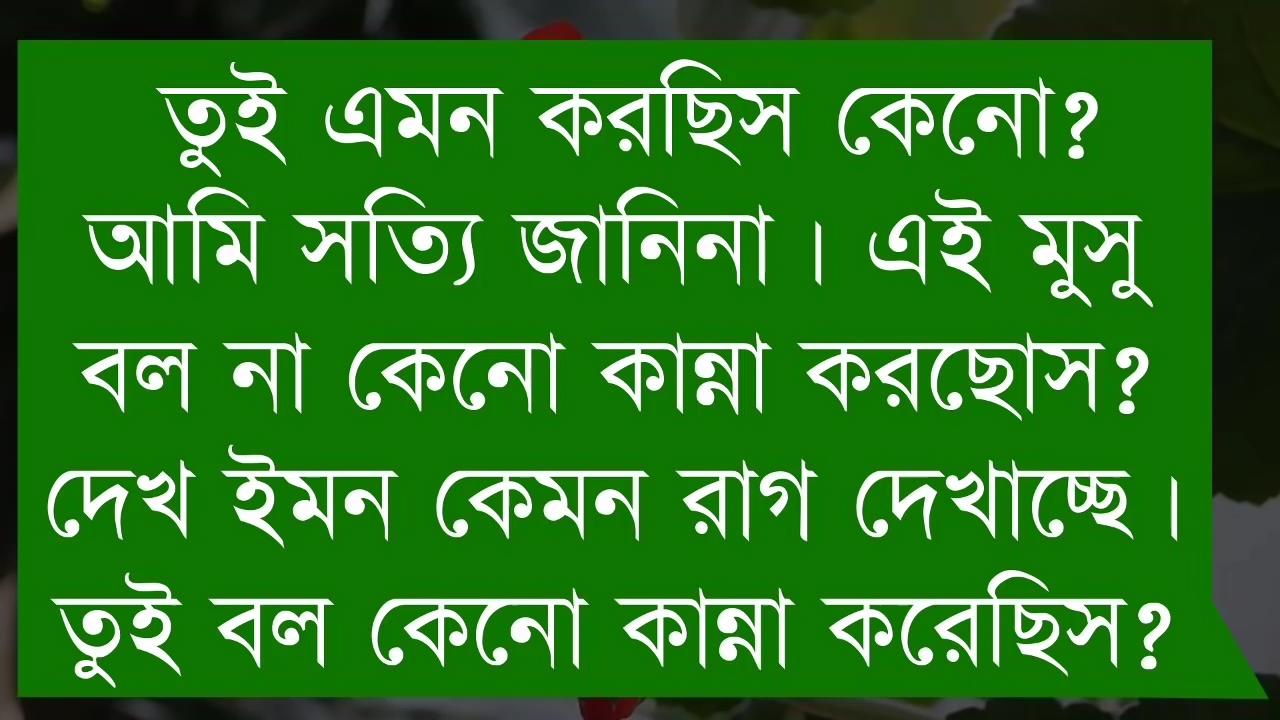 তুই এমন করছিস কেনো?
আমি সত্যি জানিনা। এই মুসু
বল না কেনো কান্না করছোস?
দেখ ইমন কেমন রাগ দেখাচ্ছে।
তুই বল কেনো কান্না করেছিস?